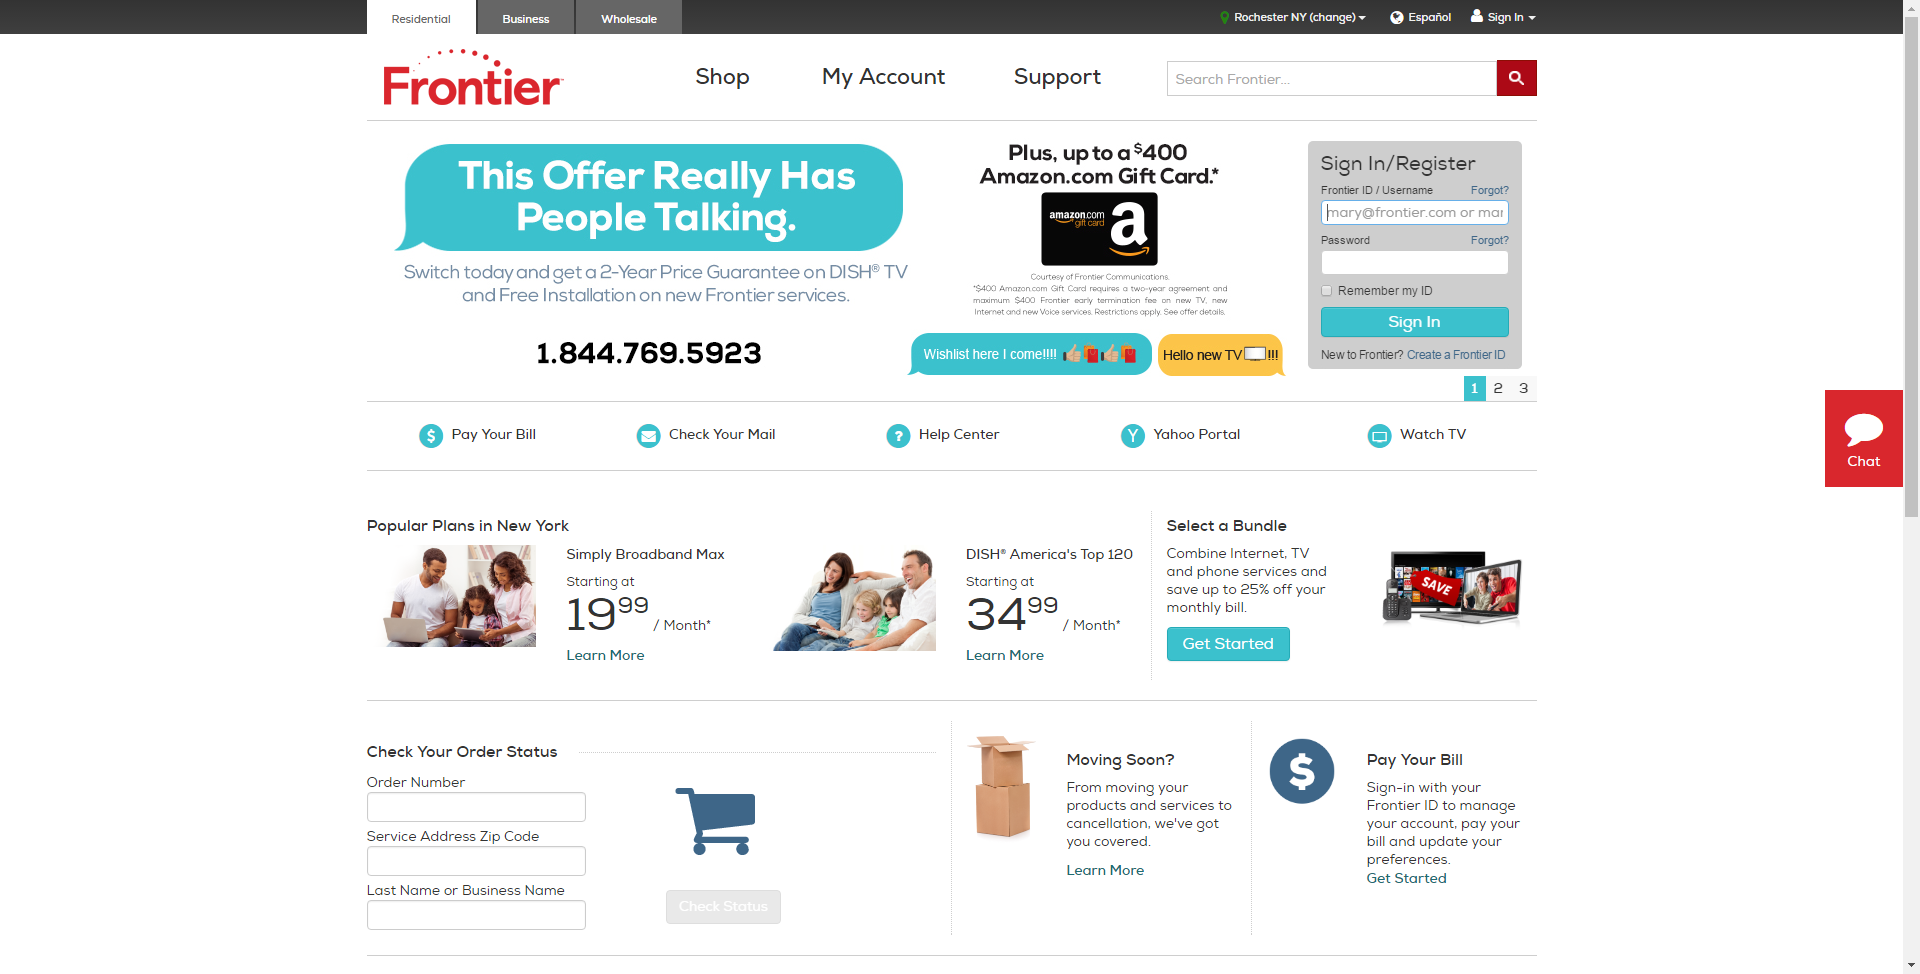 Residential
Business
Wholesale
Rochester NY (change)
Español
Sign In
Frontier
Shop
My Account
Support
Search Frontier...
This Offer Really Has
People Talking.
Switch today and get a 2-Year Price Guarantee on DISH® TV
and Free Installation on new Frontier services.
1.844.769.5923
Plus, up to a $400
Amazon.com Gift Card.*
amazon.com
gift card
a
Courtesy of Frontier Communications.
*$400 Amazon.com Gift Card requires a two-year agreement and
maximum $400 Frontier early termination fee on new TV, new
Internet and new Voice services. Restrictions apply. See offer details.
Wishlist here I come!!!!
Hello new TV !!!
Sign In/Register
Frontier ID / Username
Forgot?
mary@frontier.com or mar
Password
Forgot?
Remember my ID
Sign In
New to Frontier? Create a Frontier ID
1
2
3
$
Pay Your Bill
Check Your Mail
?
Help Center
Y
Yahoo Portal
Watch TV
Chat
Popular Plans in New York
Simply Broadband Max
Starting at
19 99 / Month*
Learn More
DISH® America's Top 120
Starting at
34 99 / Month*
Learn More
Select a Bundle
Combine Internet, TV
and phone services and
save up to 25% off your
monthly bill.
Get Started
SAVE
Check Your Order Status
Order Number
Service Address Zip Code
Last Name or Business Name
Check Status
Moving Soon?
From moving your
products and services to
cancellation, we've got
you covered.
Learn More
$
Pay Your Bill
Sign-in with your
Frontier ID to manage
your account, pay your
bill and update your
preferences.
Get Started